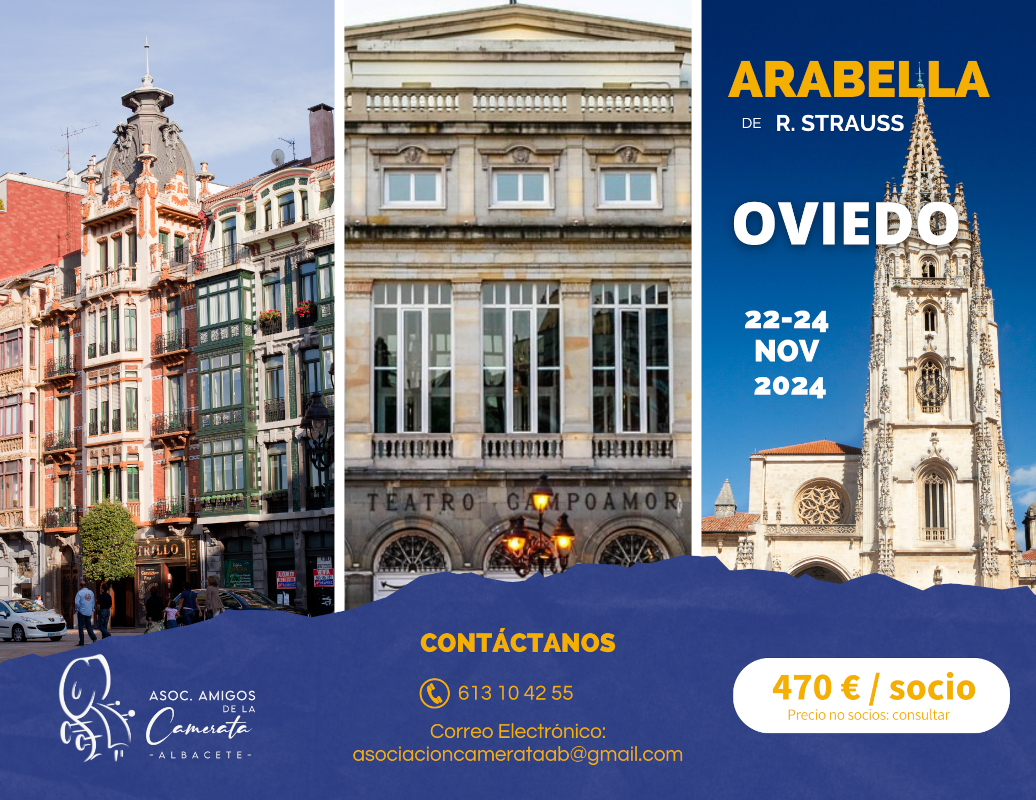 ARABELLA
DE R. STRAUSS
OVIEDO
22-24
NOV
2024
TEATRO CAMPOAMOR
CONTÁCTANOS
613 10 42 55
Correo Electrónico:
asociacioncamerataab@gmail.com
ASOC. AMIGOS
DE LA
Camerata
-ALBACETE-
470 € / socio
Precio no socios: consultar